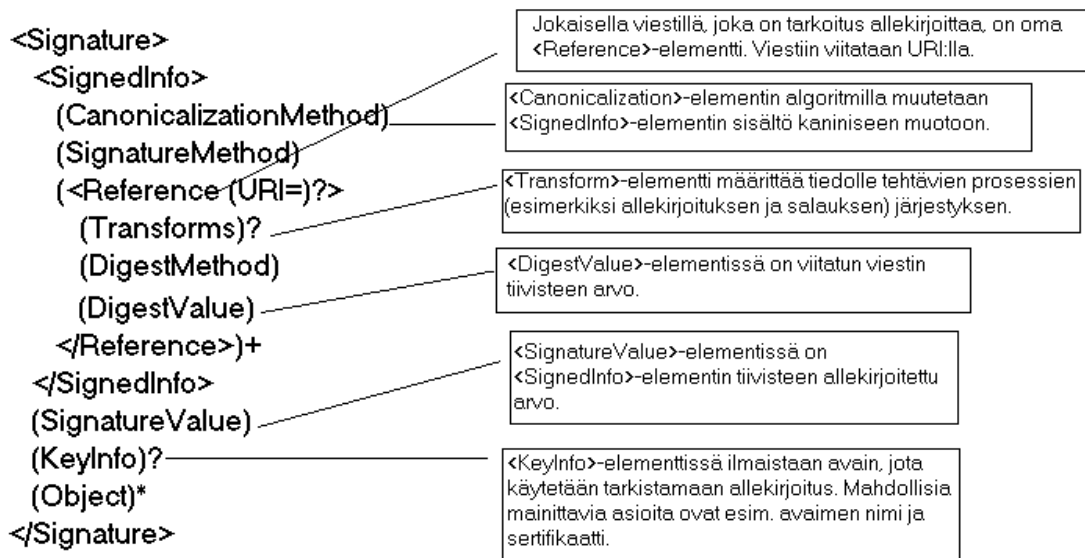 <Signature>
<SignedInfo>
(CanonicalizationMethod)
(SignatureMethod)
(<Reference (URI=)?>
(Transforms)?
(DigestMethod)
(DigestValue)
</Reference>)+
</SignedInfo>
(SignatureValue)
(KeyInfo)?
(Object)*
</Signature>
Jokaisella viestillä, joka on tarkoitus allekirjoittaa, on oma
<Reference>-elementti. Viestiin viitataan URI:lla.
<Canonicalization>-elementin algoritmilla muutetaan
<SignedInfo>-elementin sisältö kaniniseen muotoon.
<Transform>-elementti määrittää tiedolle tehtävien prosessien
(esimerkiksi allekirjoituksen ja salauksen) järjestyksen.
<DigestValue>-elementissä on viitatun viestin
tiivisteen arvo.
<SignatureValue>-elementissä on
<SignedInfo>-elementin tiivisteen allekirjoitettu
arvo.
<KeyInfo>-elementtissä ilmaistaan avain, jota
käytetään tarkistamaan allekirjoitus. Mahdollisia
mainittavia asioita ovat esim. avaimen nimi ja
sertifikaatti.